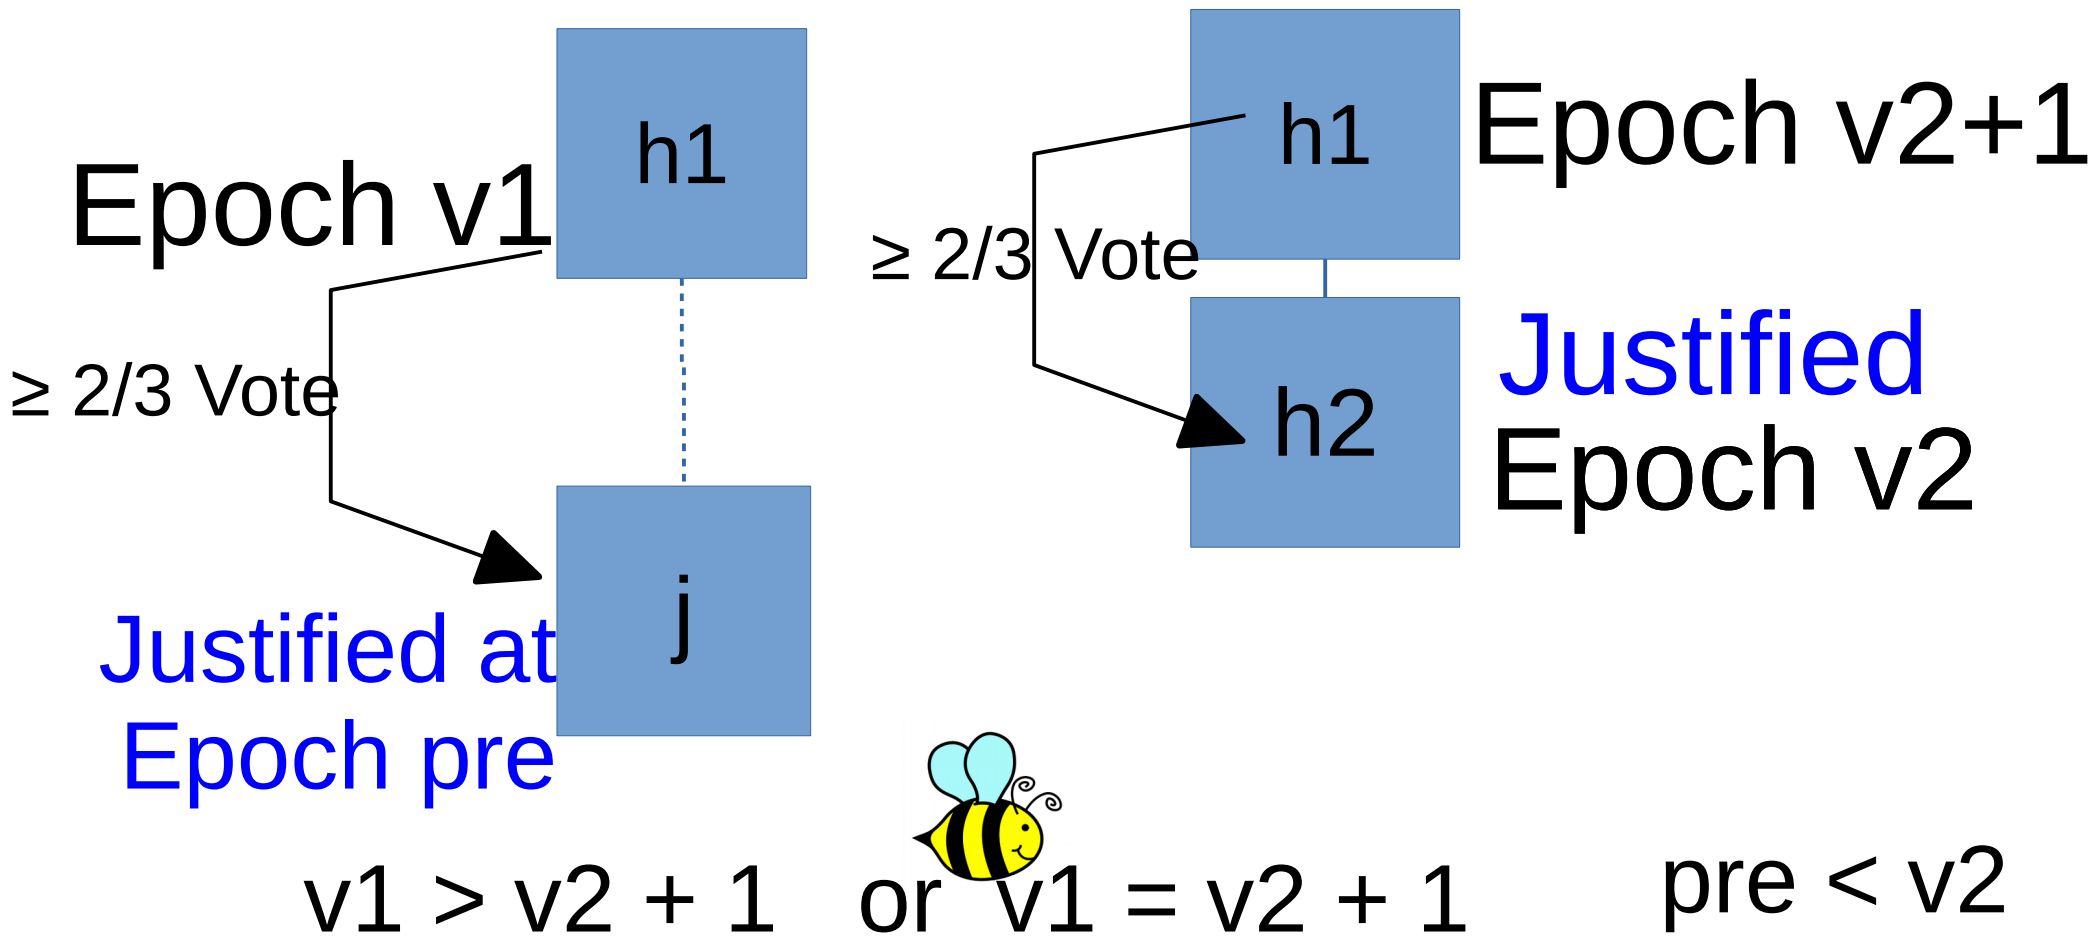 h1
Epoch v1
≥ 2/3 Vote
j
Justified at
Epoch pre
h1
Epoch v2+1
≥ 2/3 Vote
h2
Justified
Epoch v2
v1 > v2 + 1 or v1 = v2 + 1
pre < v2